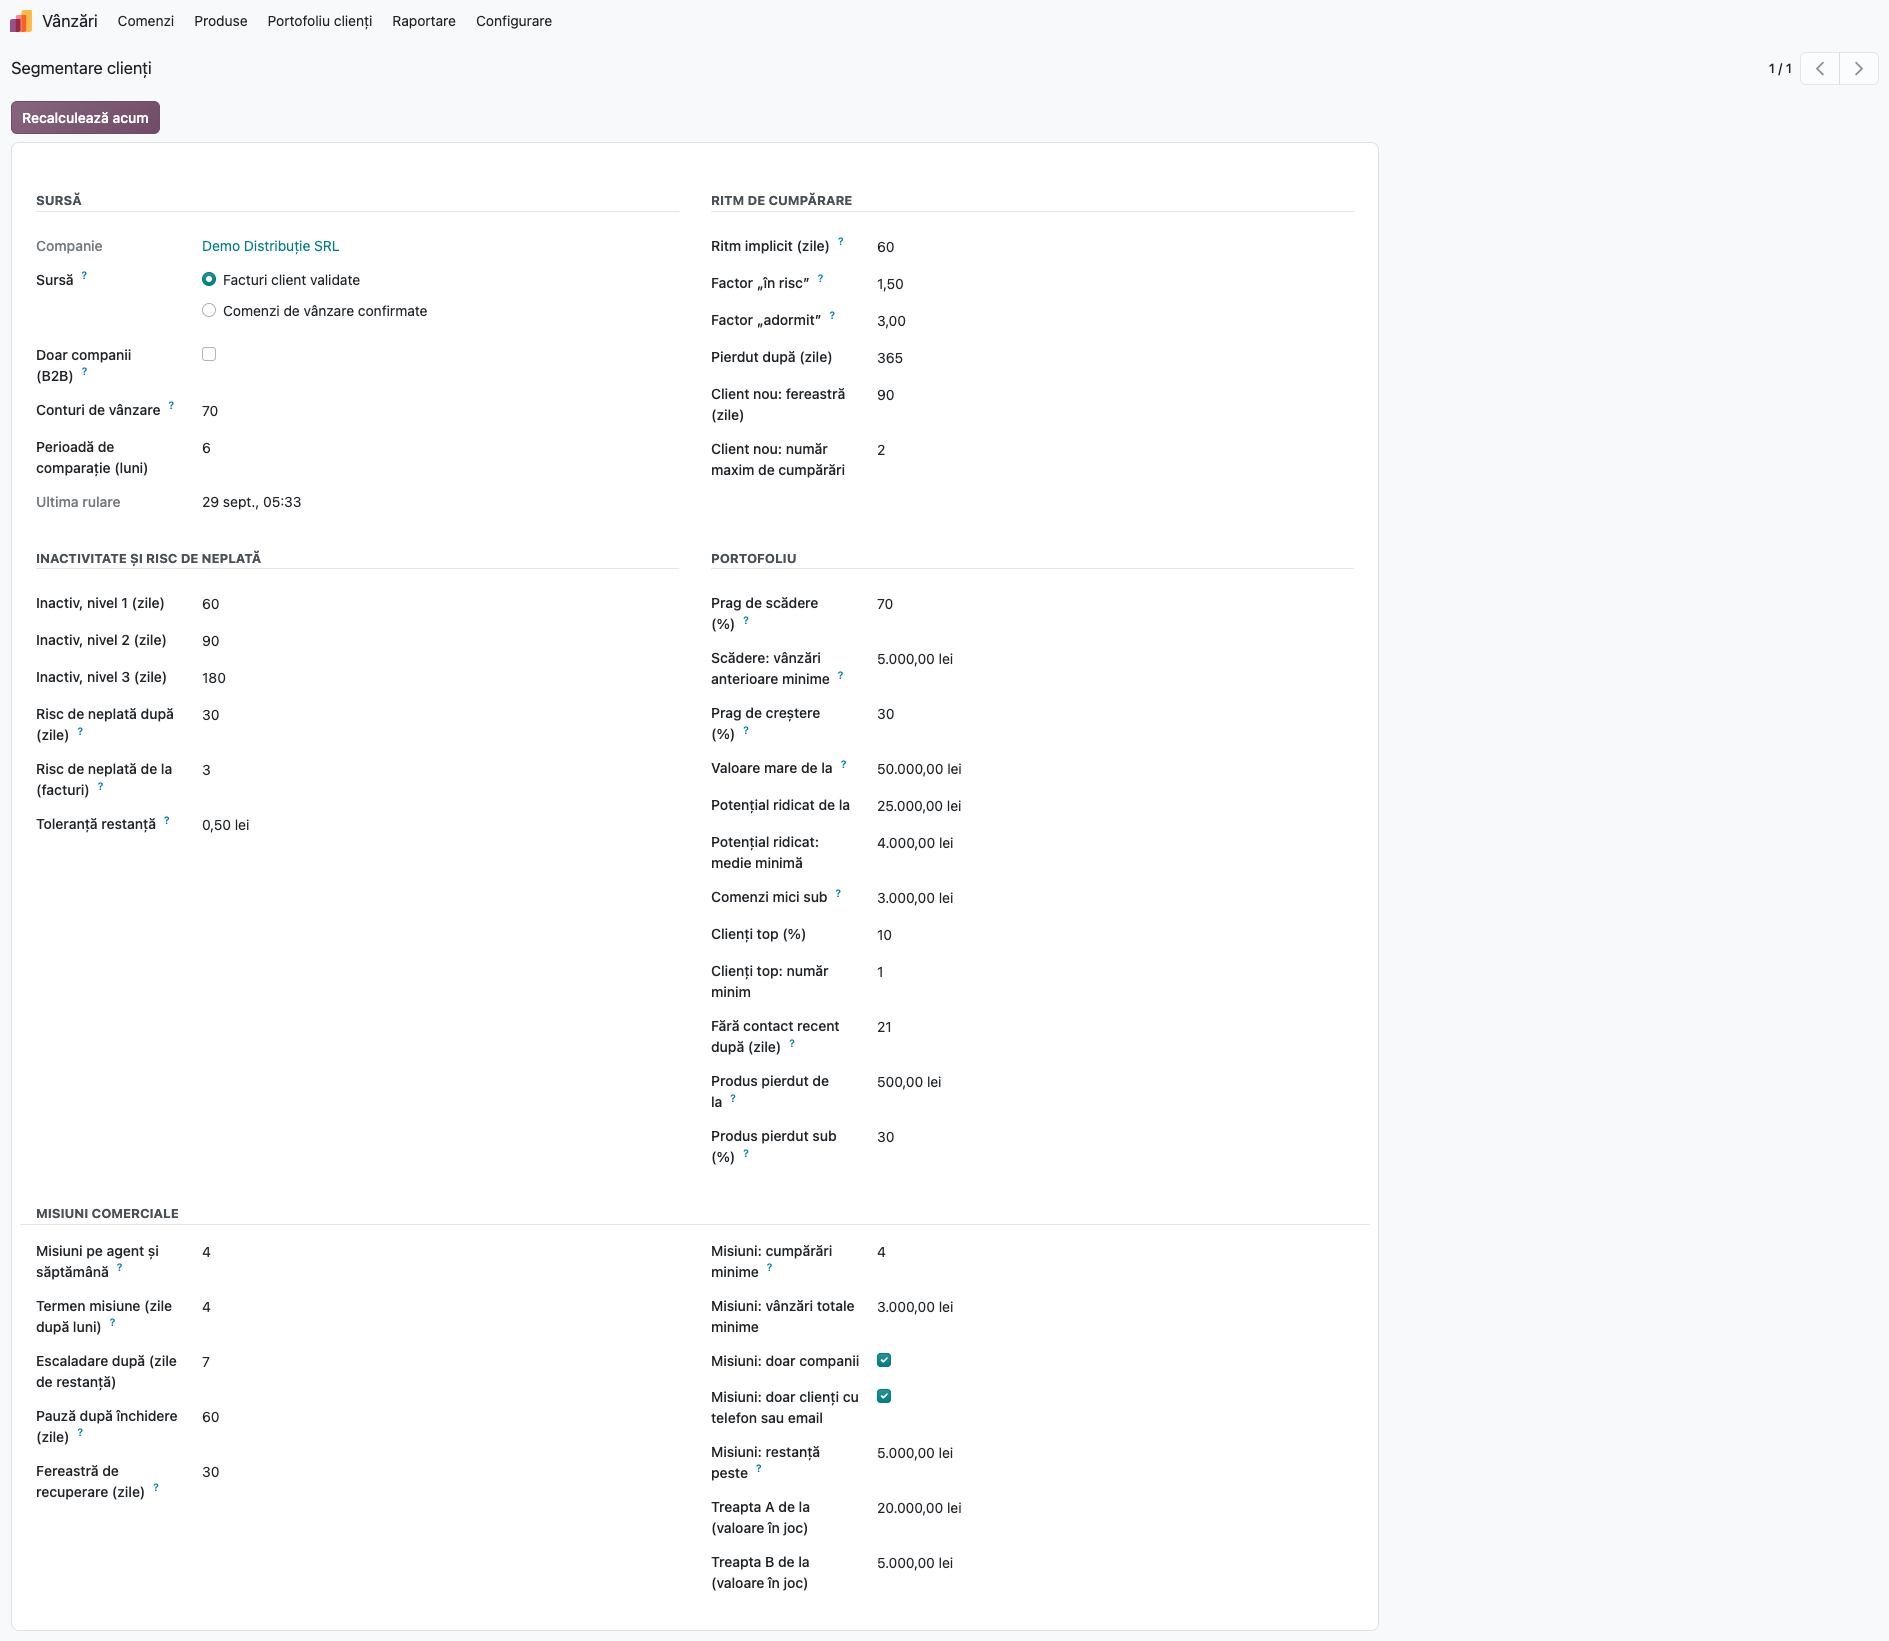 Vânzări Comenzi Produse Portofoliu clienți Raportare Configurare
Segmentare clienți
1 / 1
Recalculează acum
SURSĂ
Companie Demo Distribuție SRL
Sursă ? Facturi client validate
Comenzi de vânzare confirmate
Doar companii
(B2B) ?
Conturi de vânzare ? 70
Perioadă de 6
comparație (luni)
Ultima rulare 29 sept., 05:33
RITM DE CUMPĂRARE
Ritm implicit (zile) ? 60
Factor „în risc” ? 1,50
Factor „adormit” ? 3,00
Pierdut după (zile) 365
Client nou: fereastră 90
(zile)
Client nou: număr 2
maxim de cumpărări
INACTIVITATE ȘI RISC DE NEPLATĂ
Inactiv, nivel 1 (zile) 60
Inactiv, nivel 2 (zile) 90
Inactiv, nivel 3 (zile) 180
Risc de neplată după 30
(zile) ?
Risc de neplată de la 3
(facturi) ?
Toleranță restanță ? 0,50 lei
PORTOFOLIU
Prag de scădere 70
(%) ?
Scădere: vânzări 5.000,00 lei
anterioare minime ?
Prag de creștere 30
(%) ?
Valoare mare de la ? 50.000,00 lei
Potențial ridicat de la 25.000,00 lei
Potențial ridicat: 4.000,00 lei
medie minimă
Comenzi mici sub ? 3.000,00 lei
Clienți top (%) 10
Clienți top: număr 1
minim
Fără contact recent 21
după (zile) ?
Produs pierdut de 500,00 lei
la ?
Produs pierdut sub 30
(%) ?
MISIUNI COMERCIALE
Misiuni pe agent și 4
săptămână ?
Termen misiune (zile 4
după luni) ?
Escaladare după (zile 7
de restanță)
Pauză după închidere 60
(zile) ?
Fereastră de 30
recuperare (zile) ?
Misiuni: cumpărări 4
minime ?
Misiuni: vânzări totale 3.000,00 lei
minime
Misiuni: doar companii
Misiuni: doar clienți cu
telefon sau email
Misiuni: restanță 5.000,00 lei
peste ?
Treapta A de la 20.000,00 lei
(valoare în joc)
Treapta B de la 5.000,00 lei
(valoare în joc)